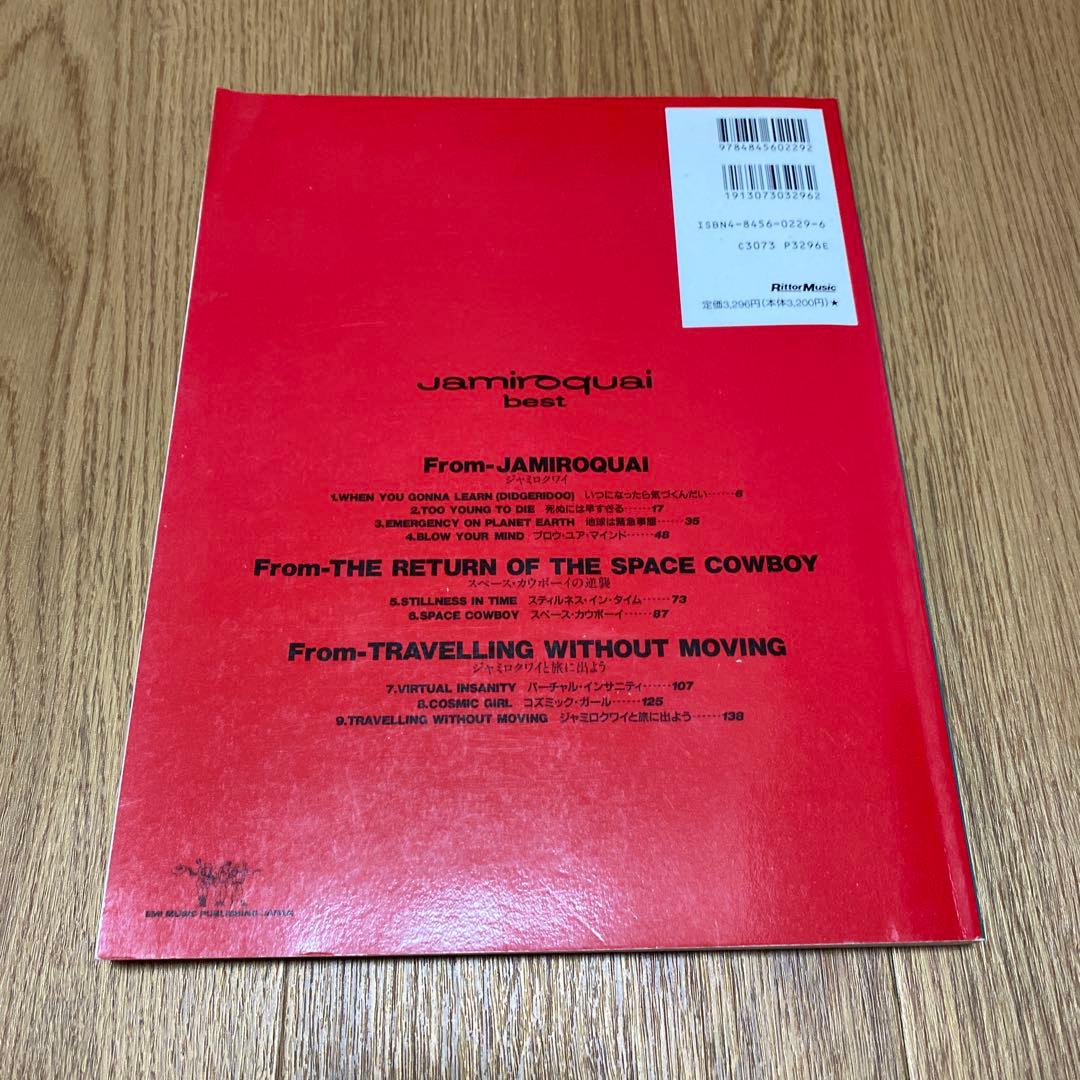 9784845602292
1913073032962
ISBN4-8456-0229-6
C3073 P3296E
RittorMusic
定価3,296円(本体3,200円)★
Jamiroquai
best
From-JAMIROQUAI
ジャミロクワイ
1.WHEN YOU GONNA LEARN (DIDGERIDOO) いつになったら気づくんだい……6
2.TOO YOUNG TO DIE 死ぬには早すぎる……17
3.EMERGENCY ON PLANET EARTH 地球は緊急事態……35
4.BLOW YOUR MIND ブロウ・ユア・マインド……48
From-THE RETURN OF THE SPACE COWBOY
スペース・カウボーイの逆襲
5.STILLNESS IN TIME スティルネス・イン・タイム……73
6.SPACE COWBOY スペース・カウボーイ……87
From-TRAVELLING WITHOUT MOVING
ジャミロクワイと旅に出よう
7.VIRTUAL INSANITY バーチャル・インサニティ……107
8.COSMIC GIRL コズミック・ガール……125
9.TRAVELLING WITHOUT MOVING ジャミロクワイと旅に出よう……138
EMI MUSIC PUBLISHING JAPAN